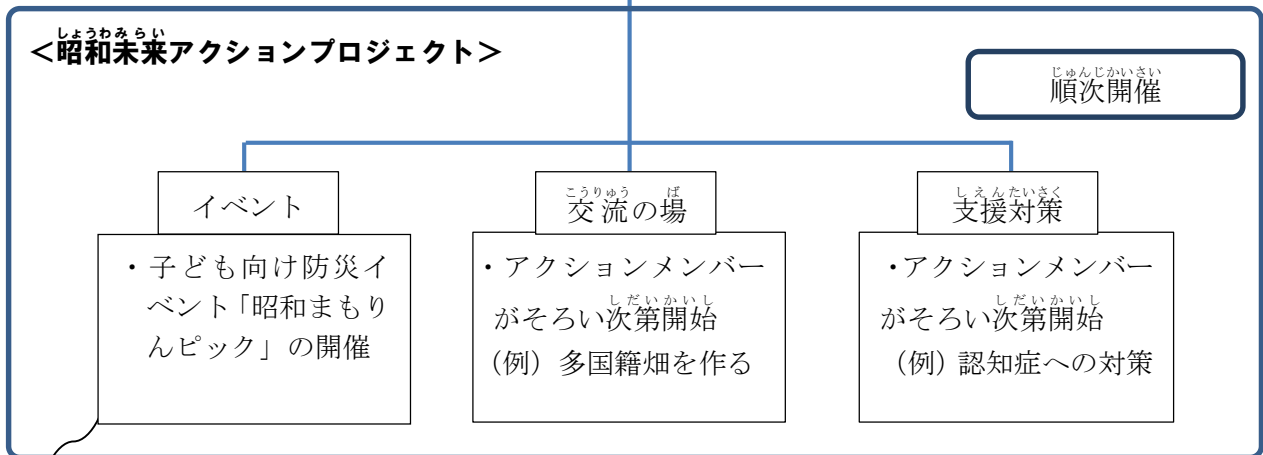 しょうわみらい
＜昭和未来アクションプロジェクト＞
じゅんじかいさい
順次開催
イベント
・子ども向け防災イ
ベント「昭和まもり
んピック」の開催
こうりゅう ば
交流の場
・アクションメンバー
しだいかいし
がそろい次第開始
（例）多国籍畑を作る
しえんたいさく
支援対策
・アクションメンバー
しだいかいし
がそろい次第開始
（例）認知症への対策